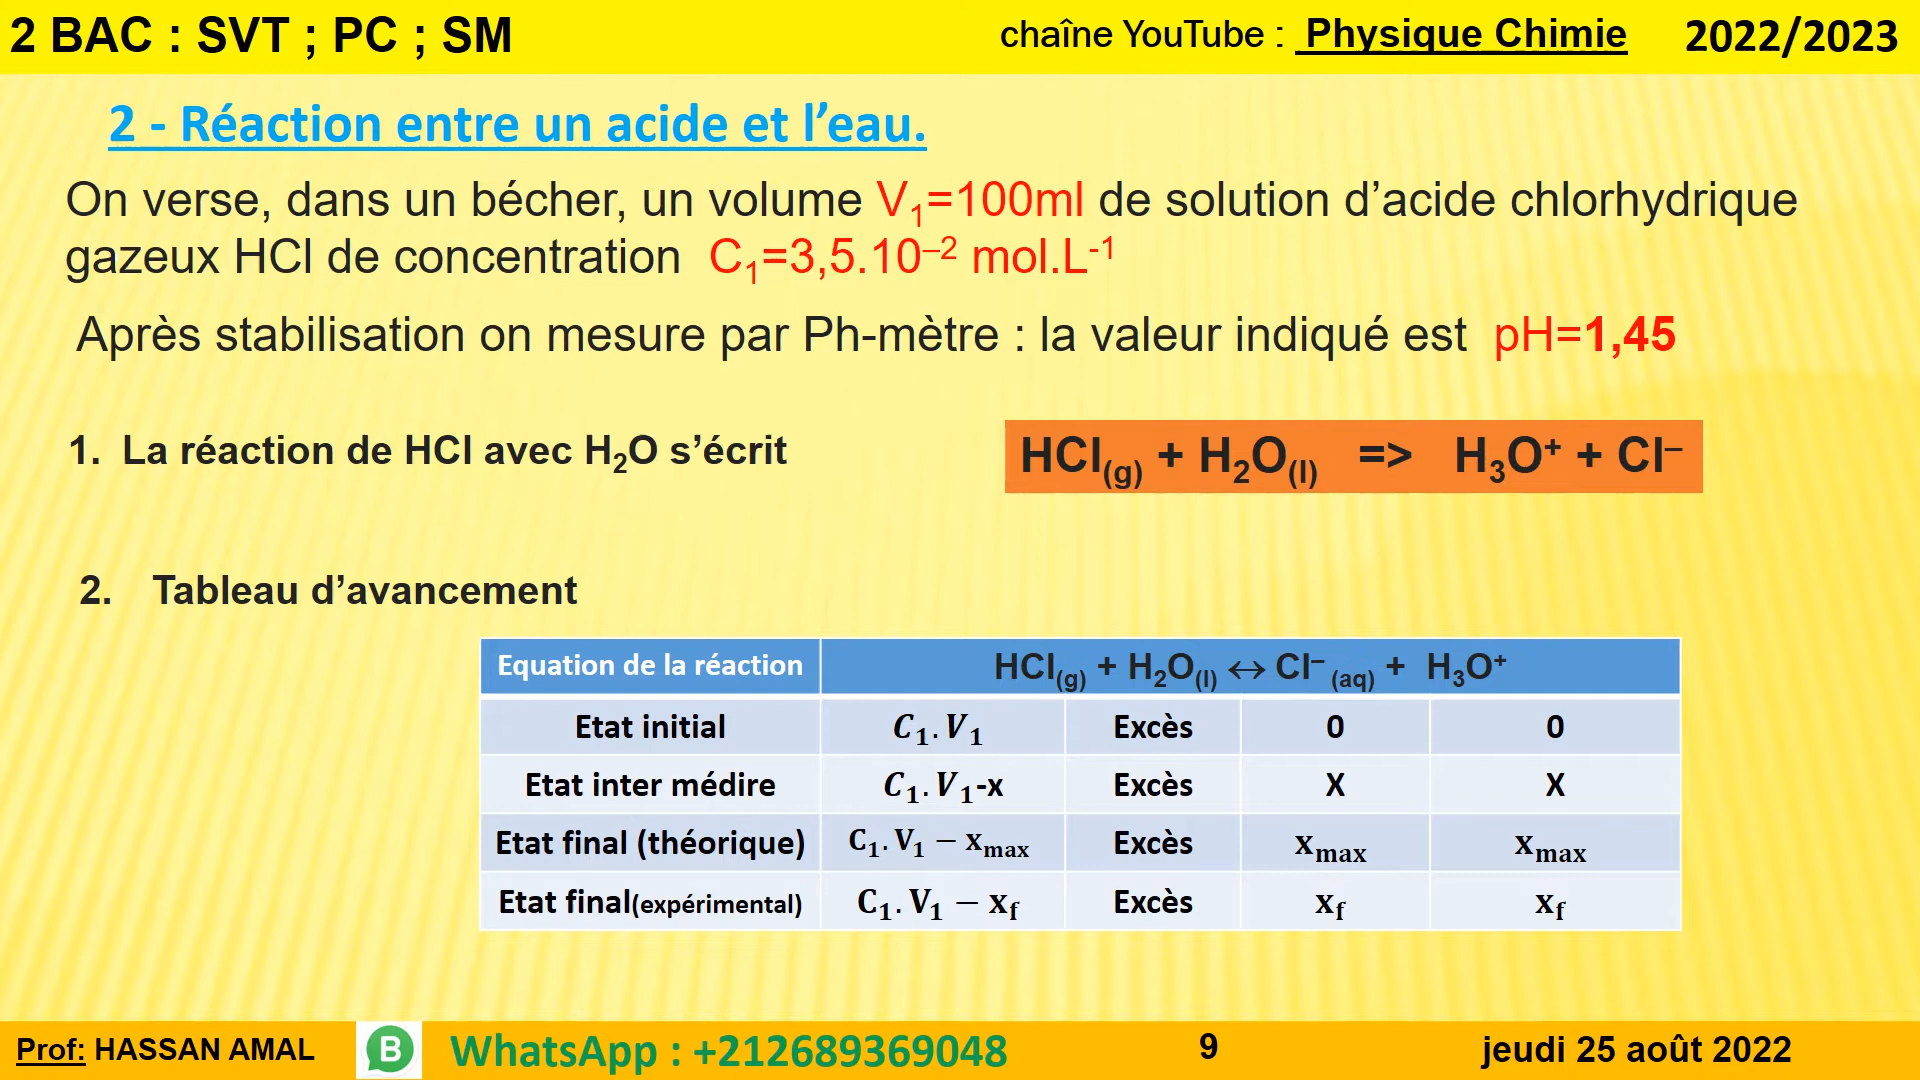 2 BAC : SVT ; PC ; SM
chaîne YouTube : Physique Chimie
2022/2023
2 - Réaction entre un acide et l’eau.
On verse, dans un bécher, un volume V₁=100ml de solution d’acide chlorhydrique
gazeux HCl de concentration C₁=3,5.10⁻² mol.L⁻¹
Après stabilisation on mesure par Ph-mètre : la valeur indiqué est pH=1,45
1. La réaction de HCl avec H₂O s’écrit
HCl(g) + H₂O(l) => H₃O⁺ + Cl⁻
2. Tableau d’avancement
Equation de la réaction HCl(g) + H₂O(l) ↔ Cl⁻ (aq) + H₃O⁺
Etat initial C₁.V₁ Excès 0 0
Etat inter médire C₁.V₁-x Excès X X
Etat final (théorique) C₁.V₁ − xmax Excès xmax xmax
Etat final(expérimental) C₁.V₁ − xf Excès xf xf
Prof: HASSAN AMAL
B
WhatsApp : +212689369048
9
jeudi 25 août 2022